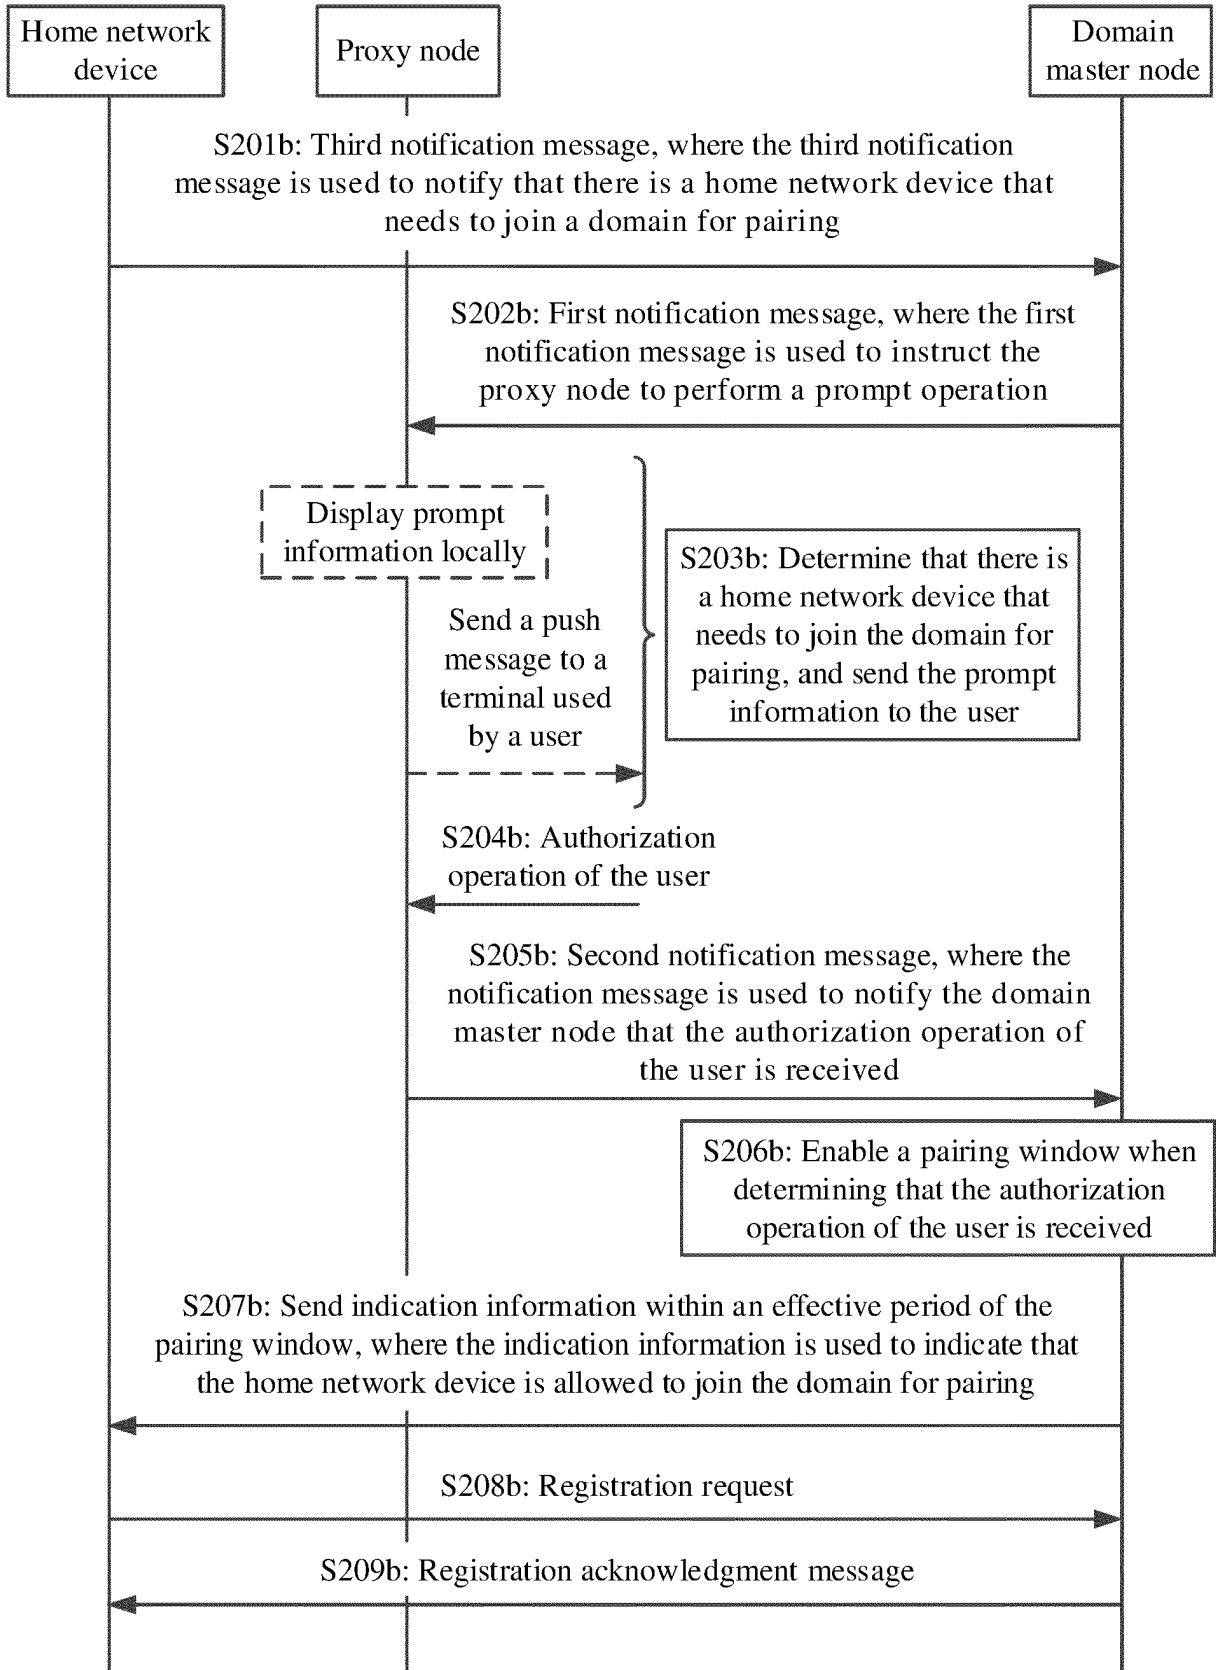 Home network
device
Proxy node
Domain
master node
S201b: Third notification message, where the third notification
message is used to notify that there is a home network device that
needs to join a domain for pairing
S202b: First notification message, where the first
notification message is used to instruct the
proxy node to perform a prompt operation
Display prompt
information locally
Send a push
message to a
terminal used
by a user
S203b: Determine that there is
a home network device that
needs to join the domain for
pairing, and send the prompt
information to the user
S204b: Authorization
operation of the user
S205b: Second notification message, where the
notification message is used to notify the domain
master node that the authorization operation of
the user is received
S206b: Enable a pairing window when
determining that the authorization
operation of the user is received
S207b: Send indication information within an effective period of the
pairing window, where the indication information is used to indicate that
the home network device is allowed to join the domain for pairing
S208b: Registration request
S209b: Registration acknowledgment message